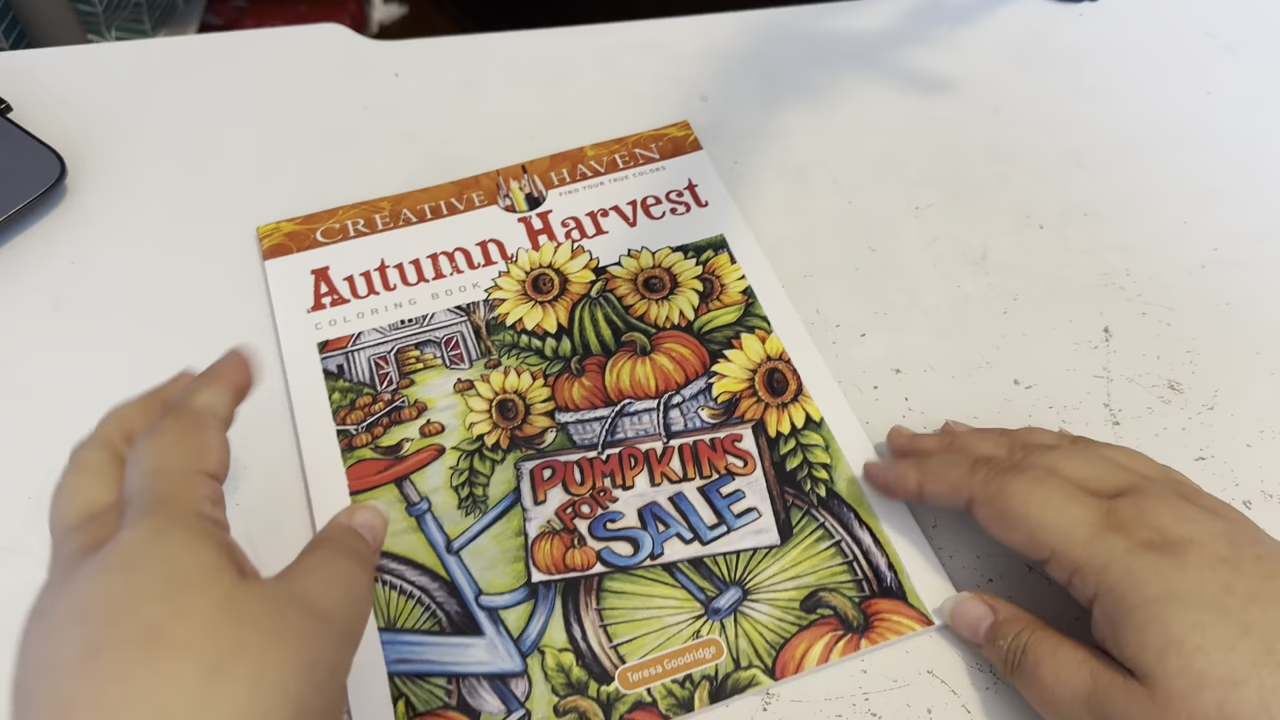 CREATIVE HAVEN
FIND YOUR TRUE COLORS
Autumn Harvest
COLORING BOOK
PUMPKINS
FOR
SALE
Teresa Goodridge